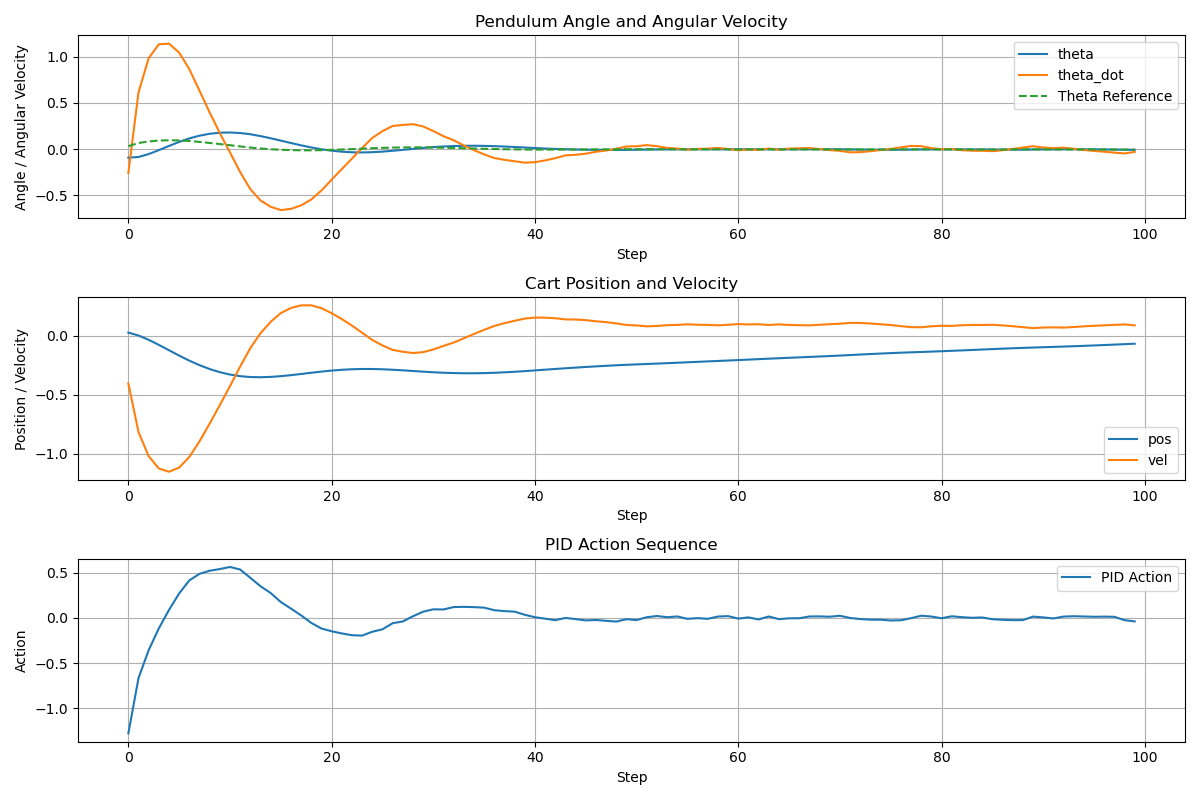 Pendulum Angle and Angular Velocity
Angle / Angular Velocity
1.0
0.5
0.0
−0.5
theta
theta_dot
Theta Reference
0 20 40 60 80 100
Step
Cart Position and Velocity
Position / Velocity
0.0
−0.5
−1.0
pos
vel
0 20 40 60 80 100
Step
PID Action Sequence
Action
0.5
0.0
−0.5
−1.0
PID Action
0 20 40 60 80 100
Step